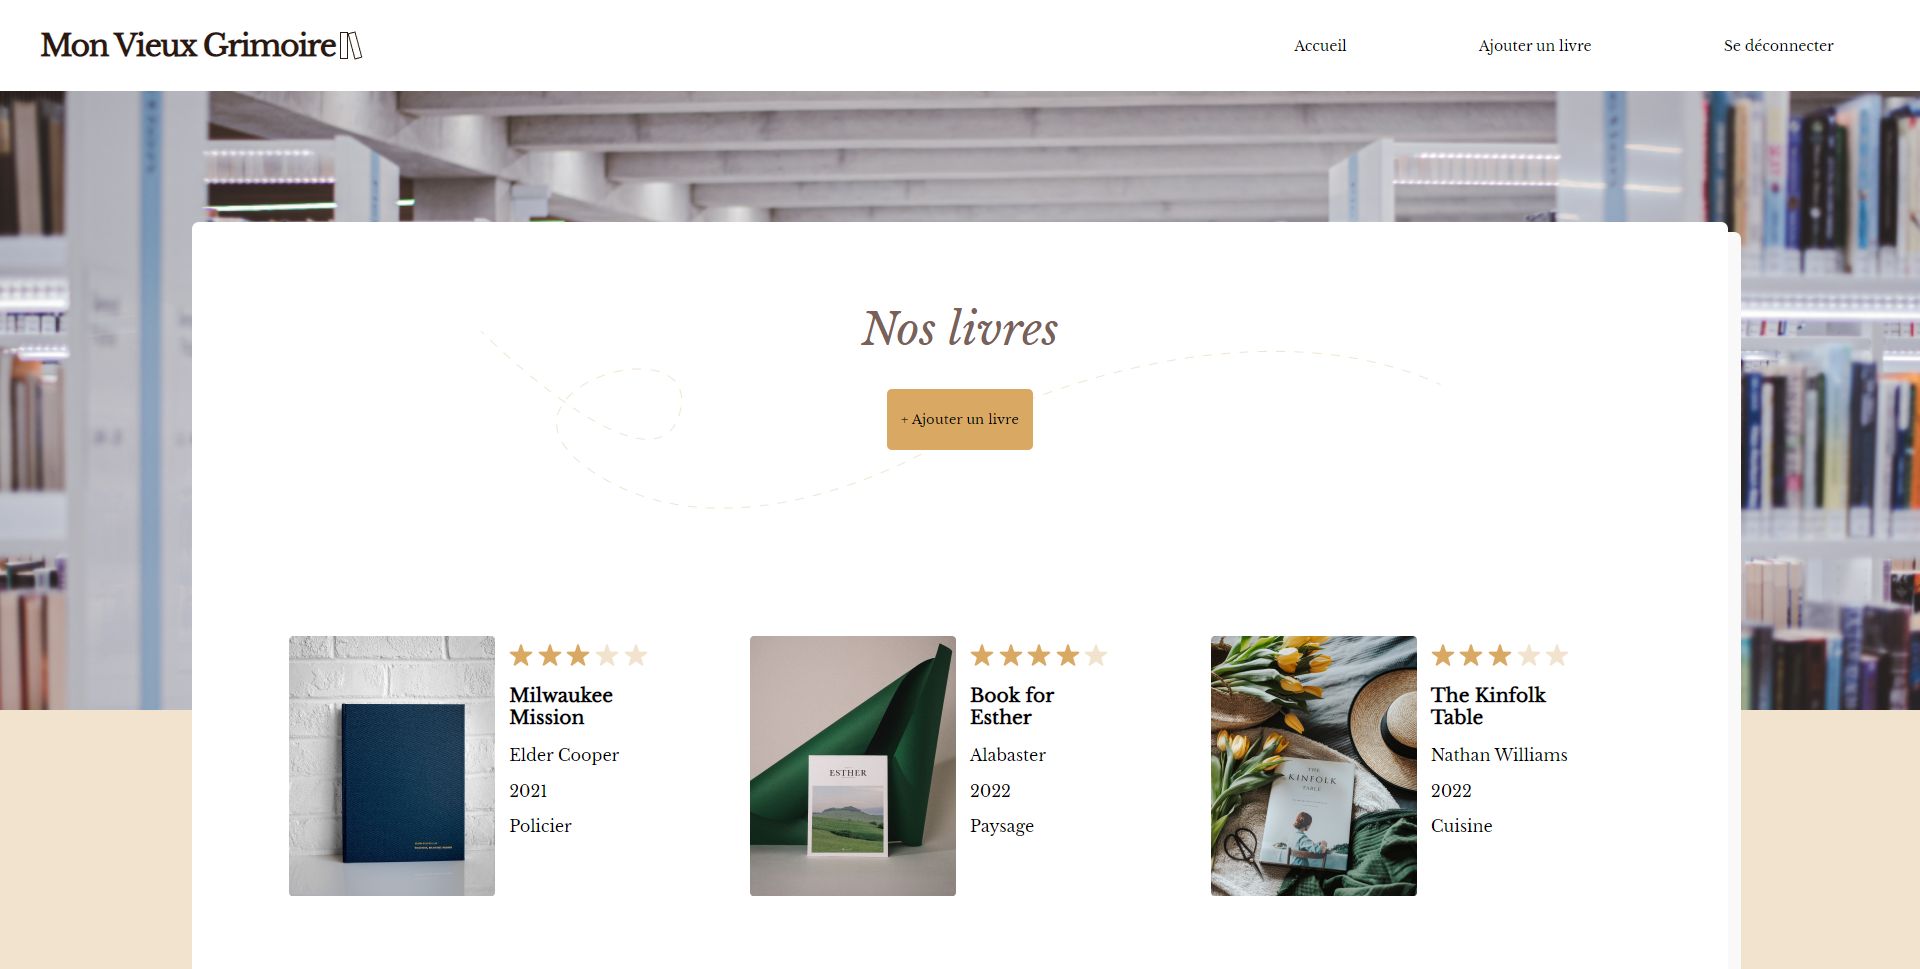 Mon Vieux Grimoire
Accueil
Ajouter un livre
Se déconnecter
Nos livres
+ Ajouter un livre
Milwaukee
Mission
Elder Cooper
2021
Policier
ESTHER
Book for
Esther
Alabaster
2022
Paysage
THE
KINFOLK
TABLE
The Kinfolk
Table
Nathan Williams
2022
Cuisine